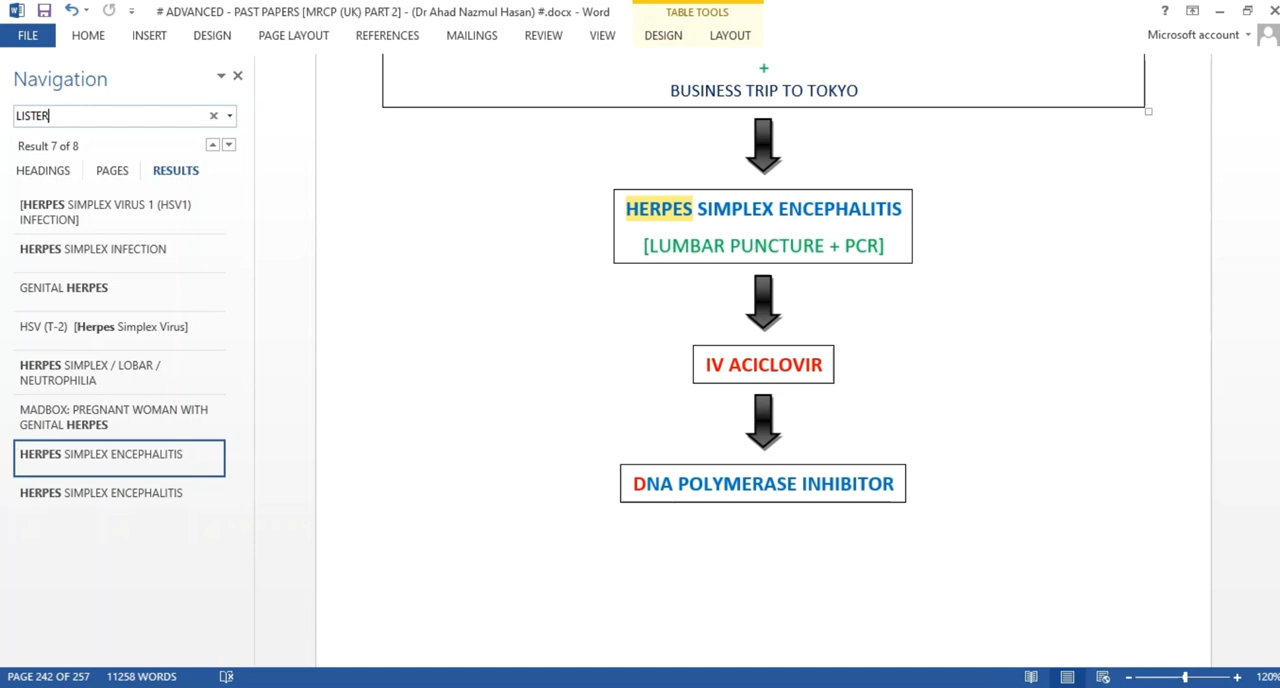 # ADVANCED - PAST PAPERS [MRCP (UK) PART 2] - (Dr Ahad Nazmul Hasan) #.docx - Word
TABLE TOOLS
FILE HOME INSERT DESIGN PAGE LAYOUT REFERENCES MAILINGS REVIEW VIEW DESIGN LAYOUT
Microsoft account
Navigation
LISTER
Result 7 of 8
HEADINGS PAGES RESULTS
[HERPES SIMPLEX VIRUS 1 (HSV1)
INFECTION]
HERPES SIMPLEX INFECTION
GENITAL HERPES
HSV (T-2) [Herpes Simplex Virus]
HERPES SIMPLEX / LOBAR /
NEUTROPHILIA
MADBOX: PREGNANT WOMAN WITH
GENITAL HERPES
HERPES SIMPLEX ENCEPHALITIS
HERPES SIMPLEX ENCEPHALITIS
+
BUSINESS TRIP TO TOKYO
HERPES SIMPLEX ENCEPHALITIS
[LUMBAR PUNCTURE + PCR]
IV ACICLOVIR
DNA POLYMERASE INHIBITOR
PAGE 242 OF 257 11258 WORDS
120%